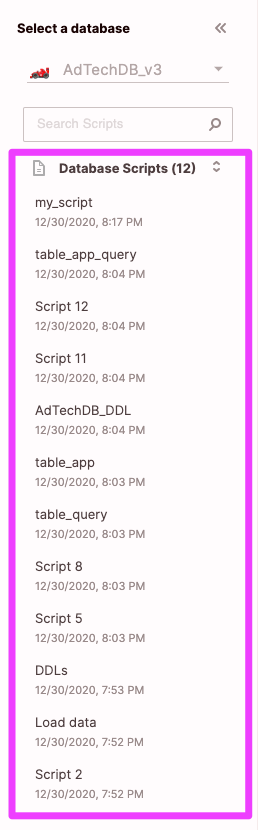 Select a database
AdTechDB_v3
Search Scripts
Database Scripts (12)
my_script
12/30/2020, 8:17 PM
table_app_query
12/30/2020, 8:04 PM
Script 12
12/30/2020, 8:04 PM
Script 11
12/30/2020, 8:04 PM
AdTechDB_DDL
12/30/2020, 8:04 PM
table_app
12/30/2020, 8:03 PM
table_query
12/30/2020, 8:03 PM
Script 8
12/30/2020, 8:03 PM
Script 5
12/30/2020, 8:03 PM
DDLs
12/30/2020, 7:53 PM
Load data
12/30/2020, 7:52 PM
Script 2
12/30/2020, 7:52 PM